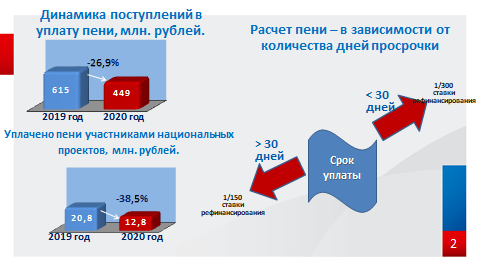 Динамика поступлений в
уплату пени, млн. рублей.
-26,9%
615
449
2019 год
2020 год
Уплачено пени участниками национальных
проектов, млн. рублей.
-38,5%
20,8
12,8
2019 год
2020 год
Расчет пени – в зависимости от
количества дней просрочки
< 30
дней
1/300
ставки
рефинансирования
> 30
дней
Срок
уплаты
1/150
ставки
рефинансирования
2